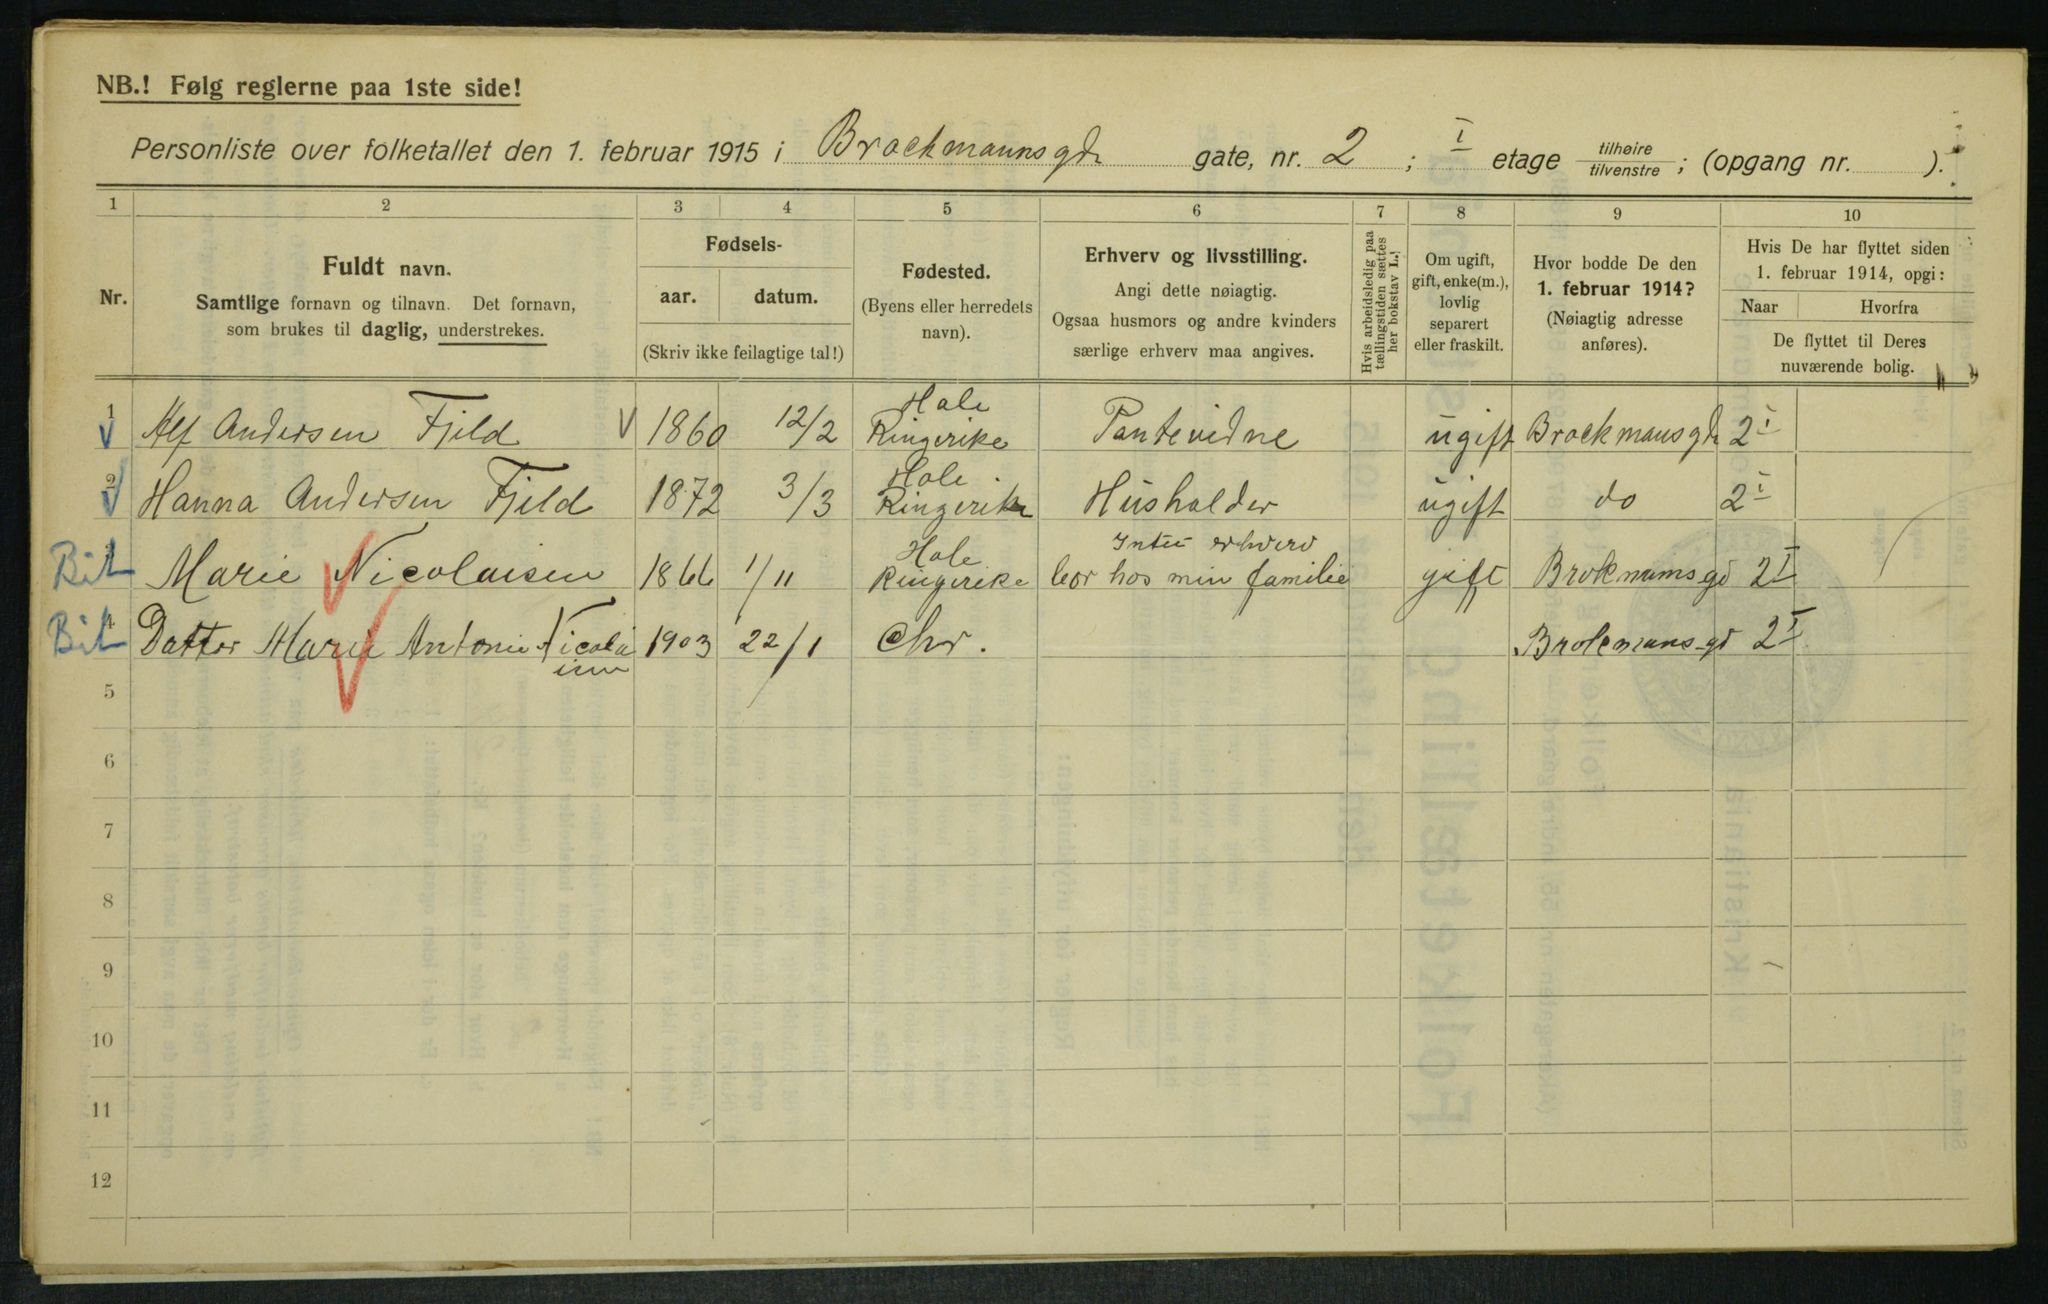 NB.! Følg reglerne paa 1ste side!
Personliste over folketallet den 1. februar 1915 i Brockmannsgd. gate, nr. 2 ; I etage tilhøire / tilvenstre ; (opgang nr. ).
1 2 3 4 5 6 7 8 9 10
Nr.
Fuldt navn.
Samtlige fornavn og tilnavn. Det fornavn,
som brukes til daglig, understrekes.
Fødsels-
aar. datum.
(Skriv ikke feilagtige tal!)
Fødested.
(Byens eller herredets
navn).
Erhverv og livsstilling.
Angi dette nøiagtig.
Ogsaa husmors og andre kvinders
særlige erhverv maa angives.
Hvis arbeidsledig paa
tællingstiden sættes
her bokstav L.!
Om ugift,
gift, enke(m.),
lovlig
separert
eller fraskilt.
Hvor bodde De den
1. februar 1914?
(Nøiagtig adresse
anføres).
Hvis De har flyttet siden
1. februar 1914, opgi:
Naar Hvorfra
De flyttet til Deres
nuværende bolig.
1 Alf Andersen Fjeld 1860 12/2 Hole Ringerike Pantevidne ugift Brockmansgd 2 I
2 Hanna Andersen Fjeld 1872 3/3 Hole Ringerike Husholder ugift do 2 I
Bit 3 Marie Nicolaisen 1866 1/11 Hole Ringerike Intet erhverv bor hos min familie gift 2 I
Bit 4 Datter Marie Antonie Nicolaisen 1903 22/1 Chr. 2 I
5
6
7
8
9
10
11
12